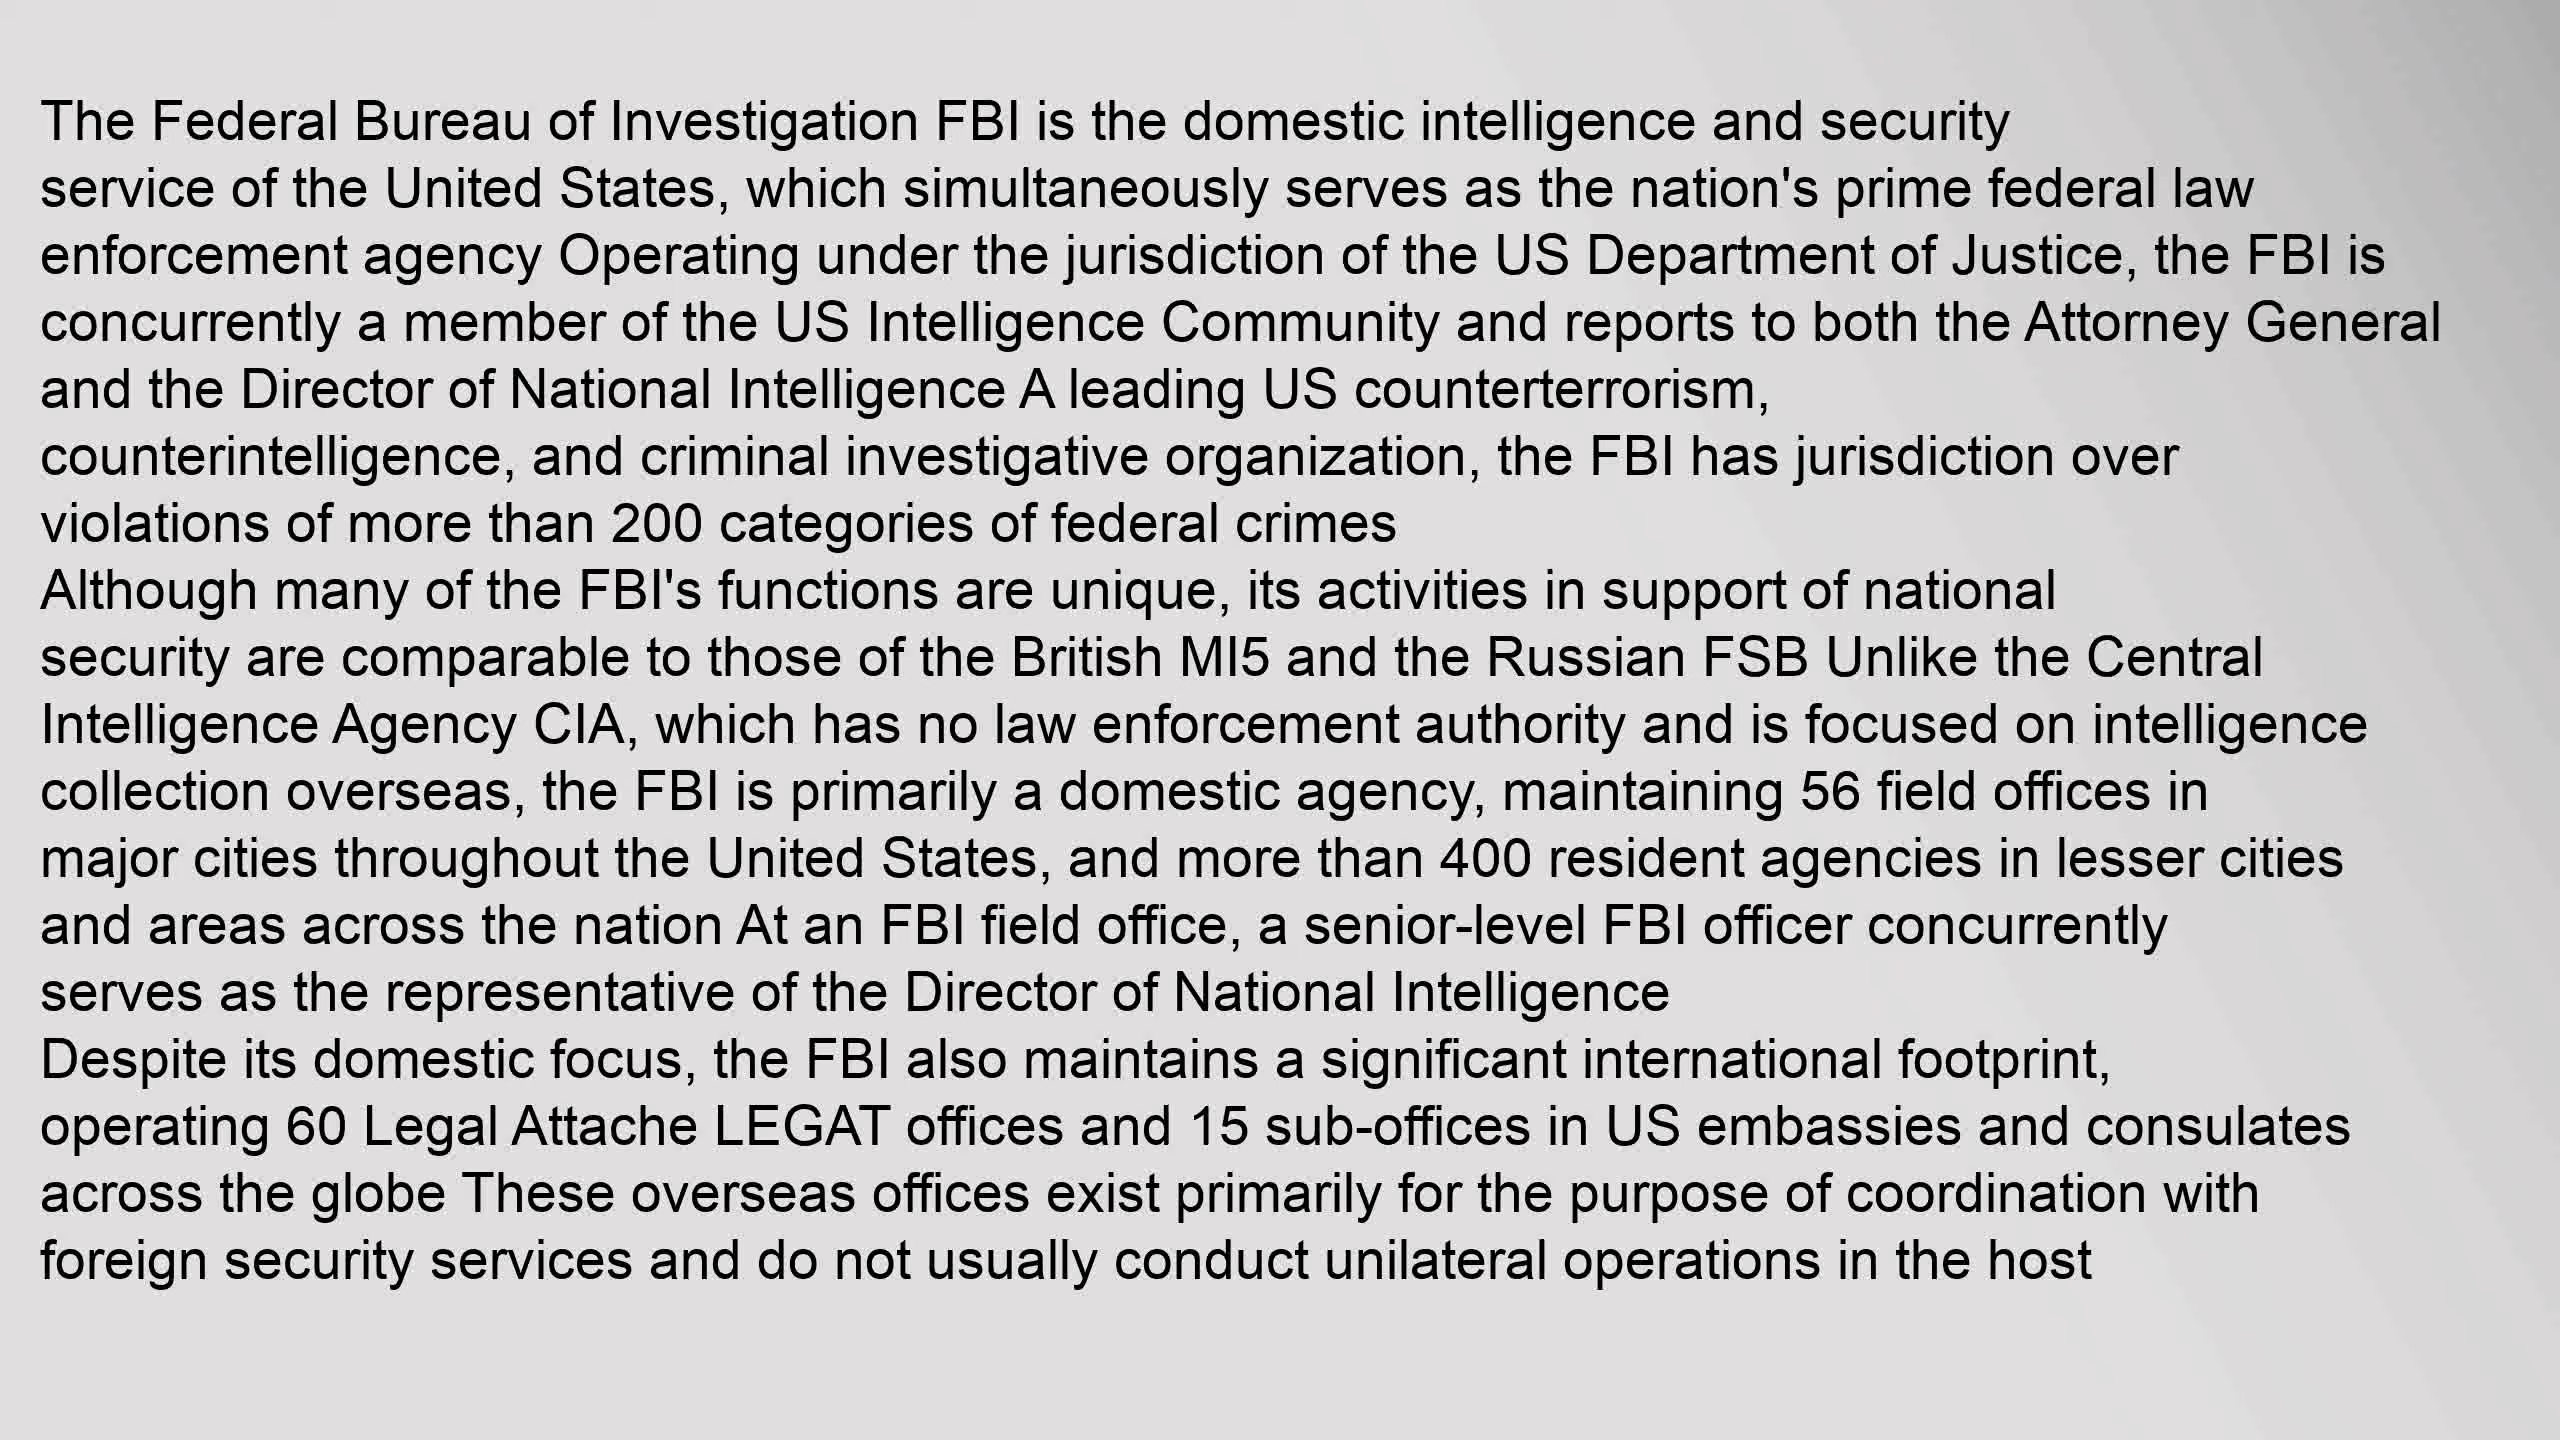 The Federal Bureau of Investigation FBI is the domestic intelligence and security
service of the United States, which simultaneously serves as the nation's prime federal law
enforcement agency Operating under the jurisdiction of the US Department of Justice, the FBI is
concurrently a member of the US Intelligence Community and reports to both the Attorney General
and the Director of National Intelligence A leading US counterterrorism,
counterintelligence, and criminal investigative organization, the FBI has jurisdiction over
violations of more than 200 categories of federal crimes
Although many of the FBI's functions are unique, its activities in support of national
security are comparable to those of the British MI5 and the Russian FSB Unlike the Central
Intelligence Agency CIA, which has no law enforcement authority and is focused on intelligence
collection overseas, the FBI is primarily a domestic agency, maintaining 56 field offices in
major cities throughout the United States, and more than 400 resident agencies in lesser cities
and areas across the nation At an FBI field office, a senior-level FBI officer concurrently
serves as the representative of the Director of National Intelligence
Despite its domestic focus, the FBI also maintains a significant international footprint,
operating 60 Legal Attache LEGAT offices and 15 sub-offices in US embassies and consulates
across the globe These overseas offices exist primarily for the purpose of coordination with
foreign security services and do not usually conduct unilateral operations in the host